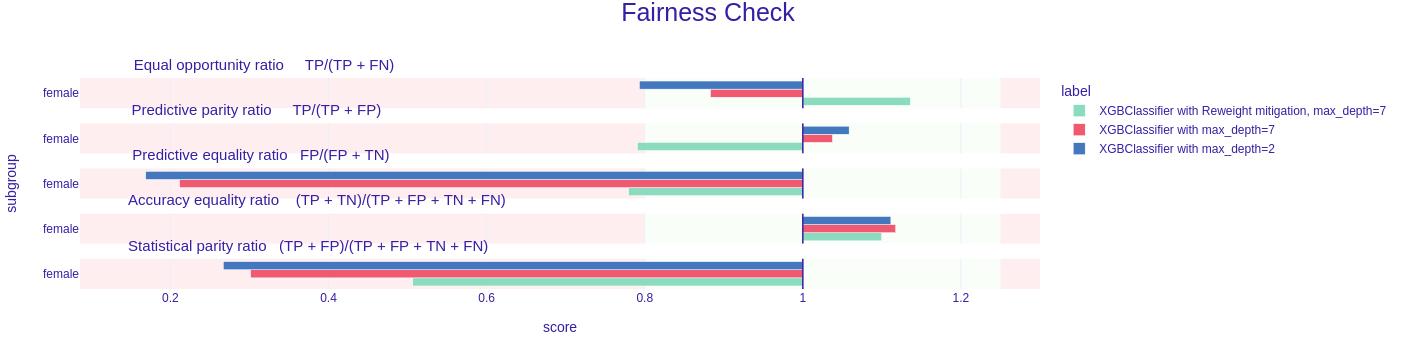 Fairness Check
Equal opportunity ratio TP/(TP + FN)
female
Predictive parity ratio TP/(TP + FP)
female
Predictive equality ratio FP/(FP + TN)
female
Accuracy equality ratio (TP + TN)/(TP + FP + TN + FN)
female
Statistical parity ratio (TP + FP)/(TP + FP + TN + FN)
female
subgroup
0.2 0.4 0.6 0.8 1 1.2
score
label
XGBClassifier with Reweight mitigation, max_depth=7
XGBClassifier with max_depth=7
XGBClassifier with max_depth=2